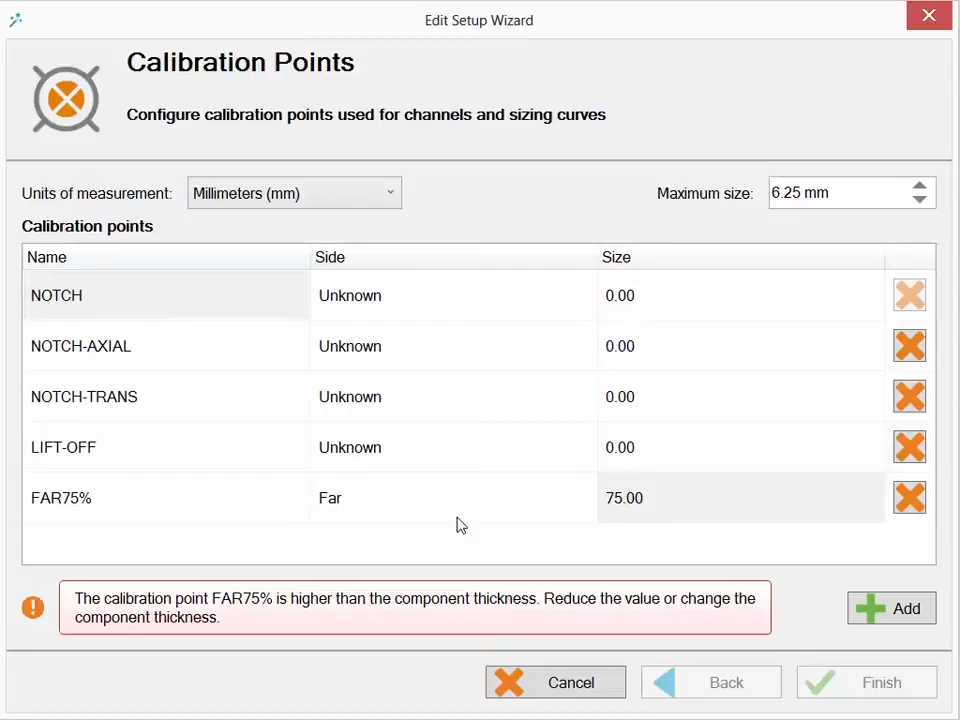 Edit Setup Wizard
Calibration Points
Configure calibration points used for channels and sizing curves
Units of measurement: Millimeters (mm) Maximum size: 6.25 mm
Calibration points
Name Side Size
NOTCH Unknown 0.00
NOTCH-AXIAL Unknown 0.00
NOTCH-TRANS Unknown 0.00
LIFT-OFF Unknown 0.00
FAR75% Far 75.00
The calibration point FAR75% is higher than the component thickness. Reduce the value or change the
component thickness.
Add
Cancel Back Finish